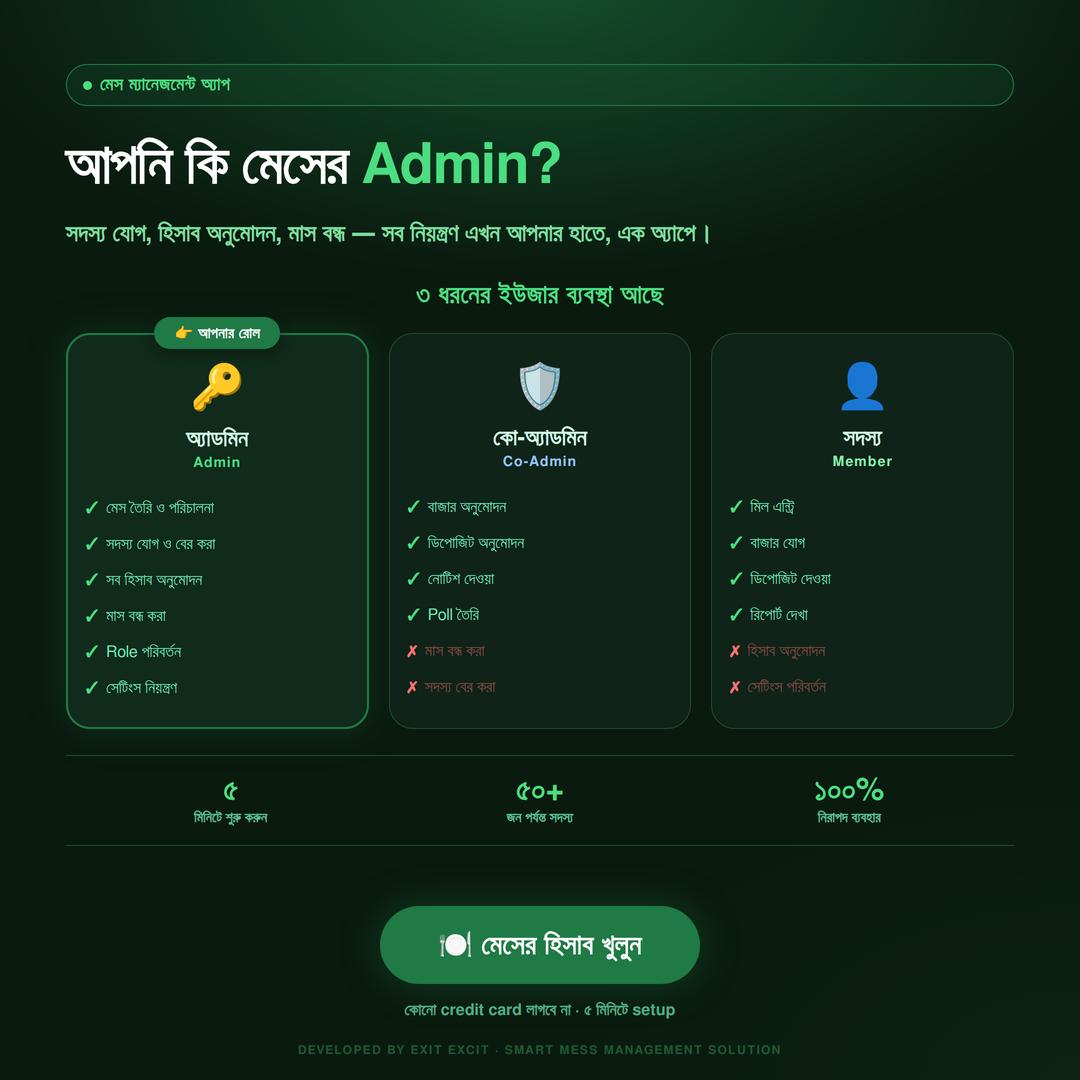 মেস ম্যানেজমেন্ট অ্যাপ
আপনি কি মেসের Admin?
সদস্য যোগ, হিসাব অনুমোদন, মাস বন্ধ — সব নিয়ন্ত্রণ এখন আপনার হাতে, এক অ্যাপে।
৩ ধরনের ইউজার ব্যবস্থা আছে
👉 আপনার রোল
অ্যাডমিন
Admin
✓ মেস তৈরি ও পরিচালনা
✓ সদস্য যোগ ও বের করা
✓ সব হিসাব অনুমোদন
✓ মাস বন্ধ করা
✓ Role পরিবর্তন
✓ সেটিংস নিয়ন্ত্রণ
কো-অ্যাডমিন
Co-Admin
✓ বাজার অনুমোদন
✓ ডিপোজিট অনুমোদন
✓ নোটিশ দেওয়া
✓ Poll তৈরি
✗ মাস বন্ধ করা
✗ সদস্য বের করা
সদস্য
Member
✓ মিল এন্ট্রি
✓ বাজার যোগ
✓ ডিপোজিট দেওয়া
✓ রিপোর্ট দেখা
✗ হিসাব অনুমোদন
✗ সেটিংস পরিবর্তন
৫
মিনিটে শুরু করুন
৫০+
জন পর্যন্ত সদস্য
১০০%
নিরাপদ ব্যবহার
🍽️ মেসের হিসাব খুলুন
কোনো credit card লাগবে না · ৫ মিনিটে setup
DEVELOPED BY EXIT EXCIT · SMART MESS MANAGEMENT SOLUTION